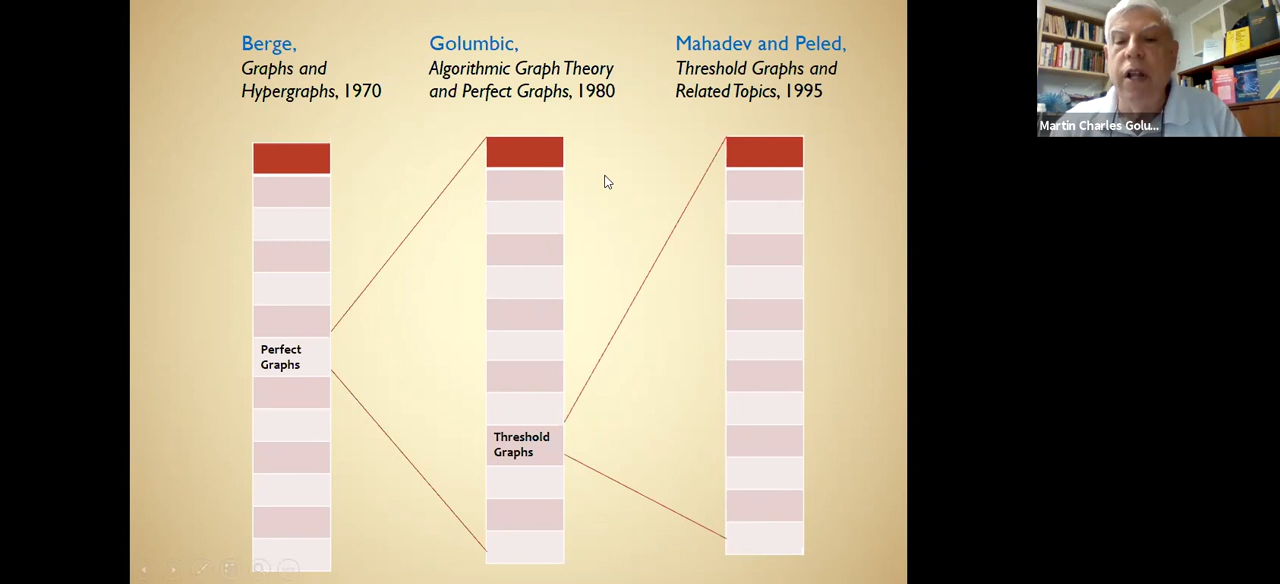 Berge,
Graphs and
Hypergraphs, 1970
Golumbic,
Algorithmic Graph Theory
and Perfect Graphs, 1980
Mahadev and Peled,
Threshold Graphs and
Related Topics, 1995
Perfect
Graphs
Threshold
Graphs
Martin Charles Golu...